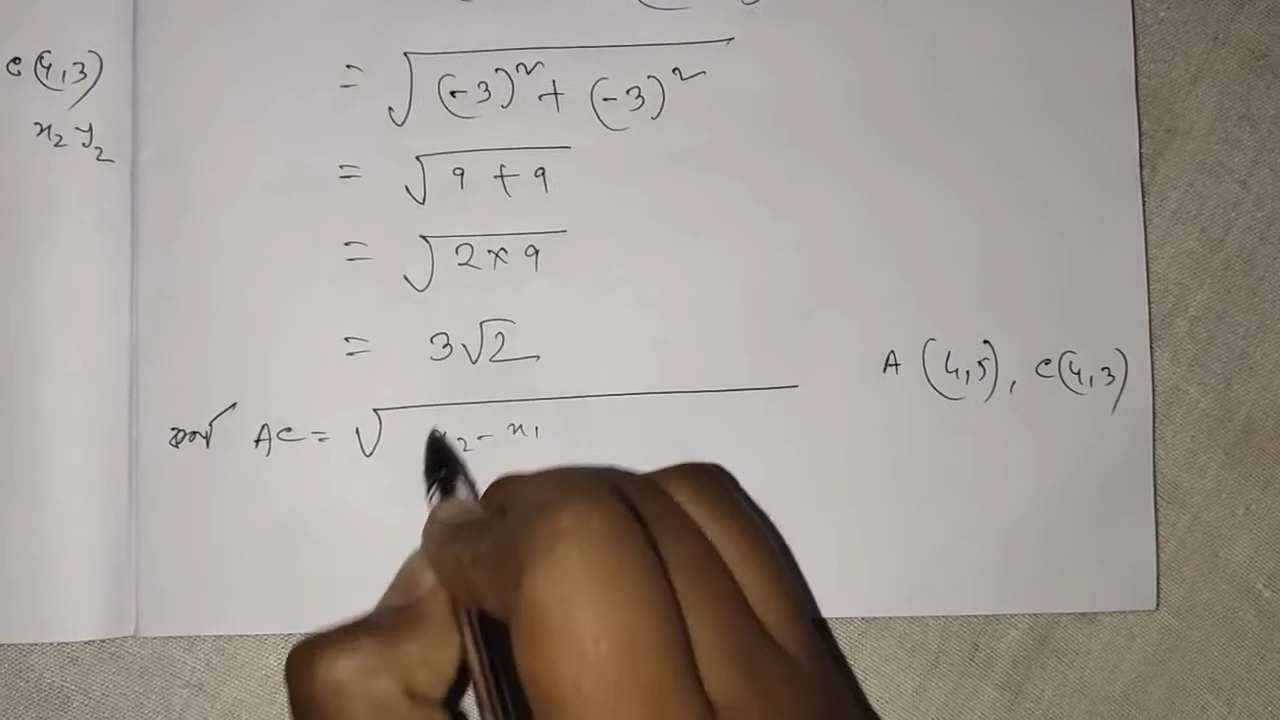 C(4,3)
x₂ y₂
= √(-3)² + (-3)²
= √9 + 9
= √2×9
= 3√2
A (4,5), C(4,3)
AC = √x₂ - x₁